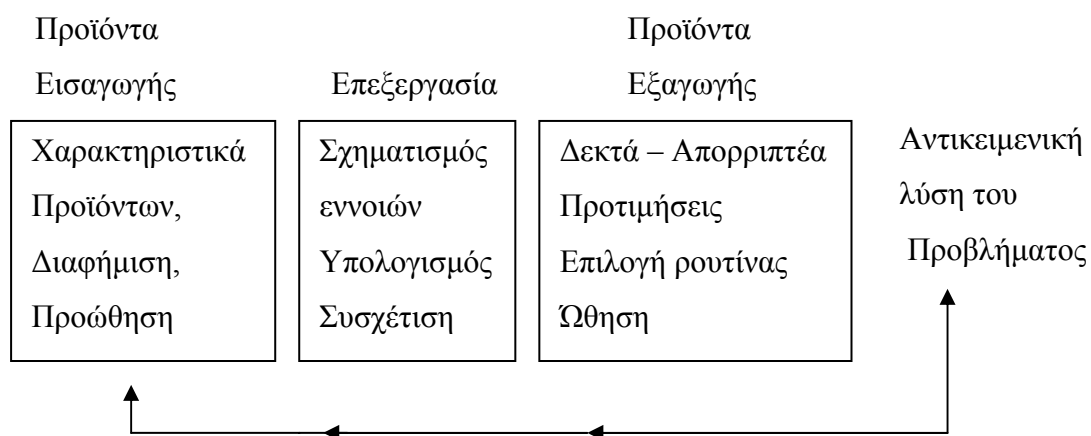 Προϊόντα
Εισαγωγής
Επεξεργασία
Προϊόντα
Εξαγωγής
Χαρακτηριστικά
Προϊόντων,
Διαφήμιση,
Προώθηση
Σχηματισμός
εννοιών
Υπολογισμός
Συσχέτιση
Δεκτά – Απορριπτέα
Προτιμήσεις
Επιλογή ρουτίνας
Ώθηση
Αντικειμενική
λύση του
Προβλήματος